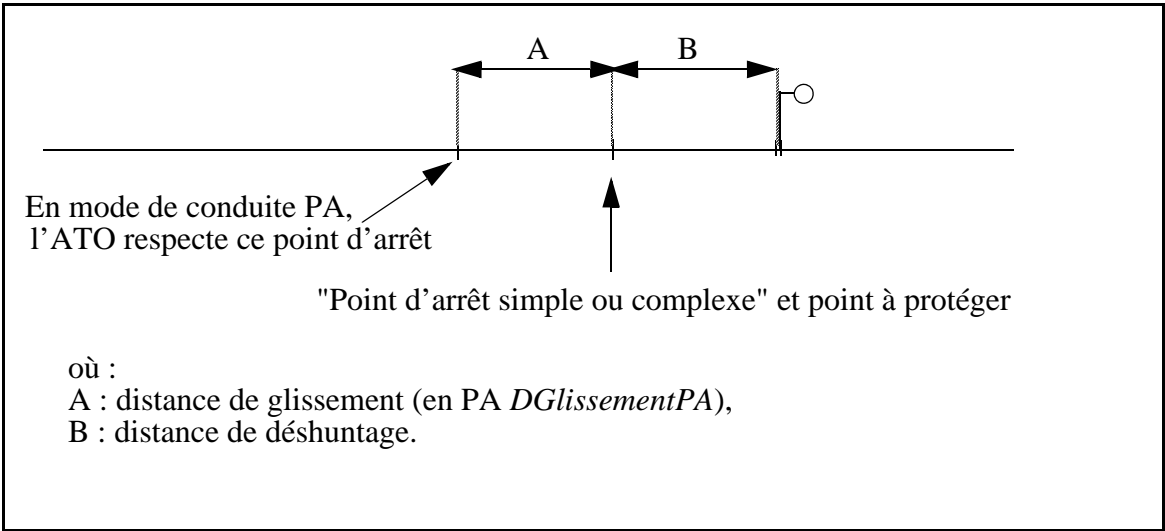 A
B
En mode de conduite PA,
l’ATO respecte ce point d’arrêt
"Point d’arrêt simple ou complexe" et point à protéger
où :
A : distance de glissement (en PA DGlissementPA),
B : distance de déshuntage.